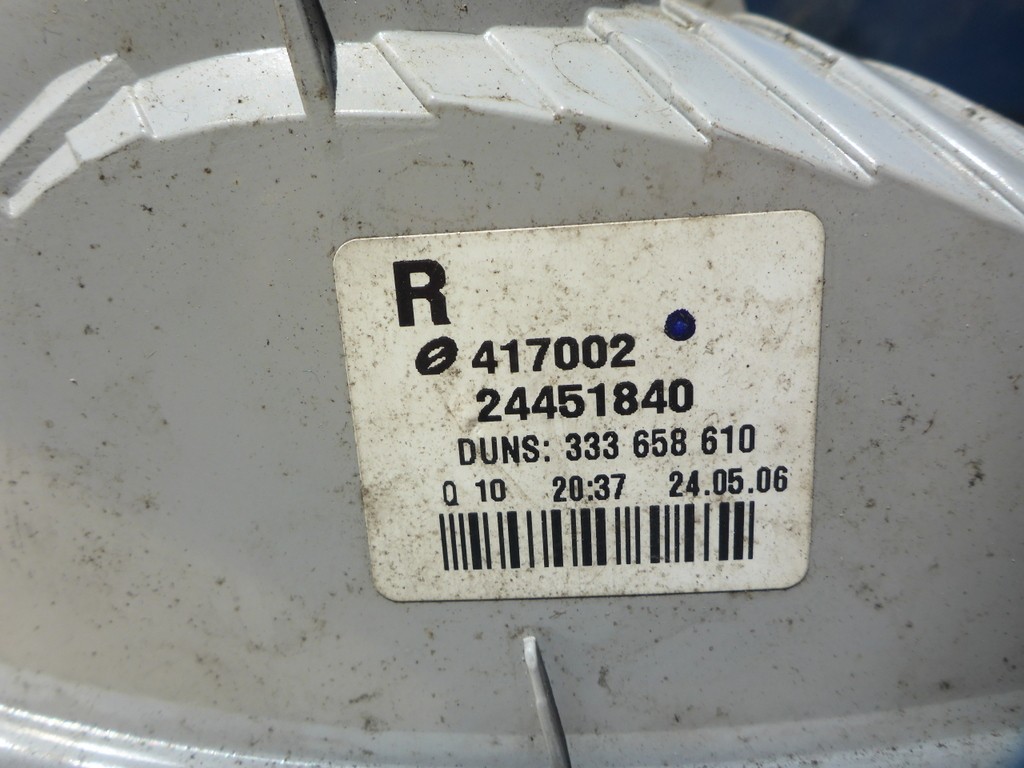 R
417002
24451840
DUNS: 333 658 610
Q 10 20:37 24.05.06